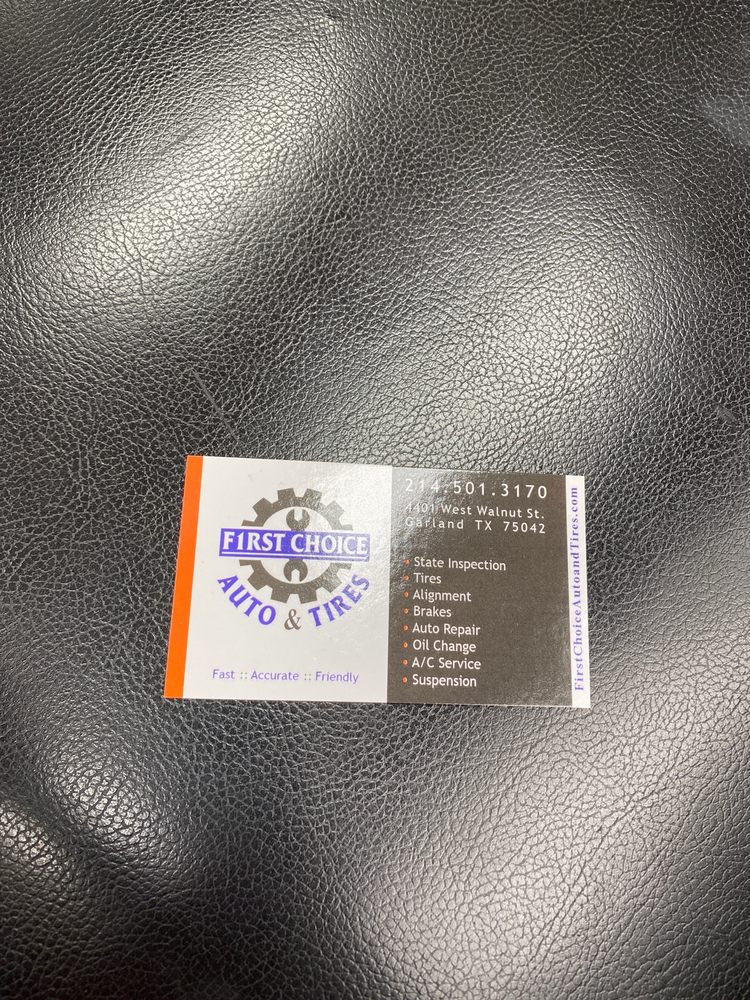 F1RST CHOICE
AUTO & TIRES
Fast :: Accurate :: Friendly
214.501.3170
4401 West Walnut St.
Garland TX 75042
• State Inspection
• Tires
• Alignment
• Brakes
• Auto Repair
• Oil Change
• A/C Service
• Suspension
FirstChoiceAutoandTires.com